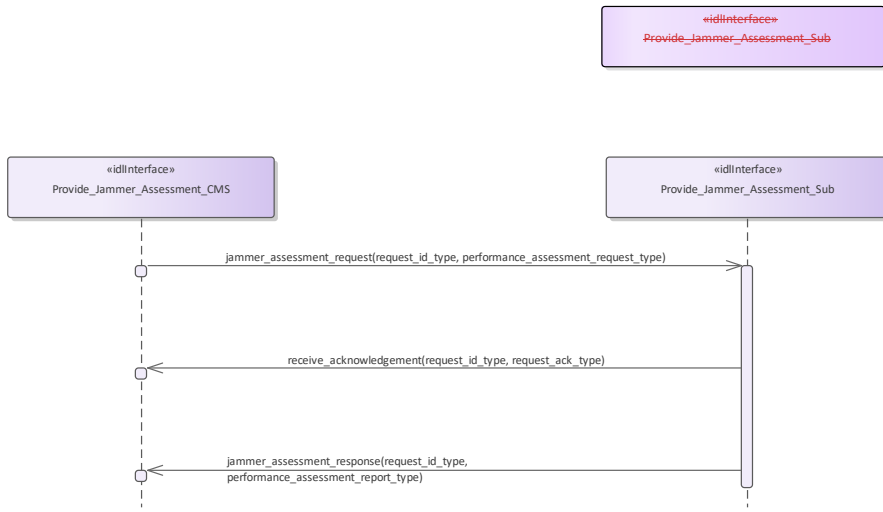 «idlInterface»
Provide_Jammer_Assessment_Sub
«idlInterface»
Provide_Jammer_Assessment_CMS
«idlInterface»
Provide_Jammer_Assessment_Sub
jammer_assessment_request(request_id_type, performance_assessment_request_type)
receive_acknowledgement(request_id_type, request_ack_type)
jammer_assessment_response(request_id_type,
performance_assessment_report_type)